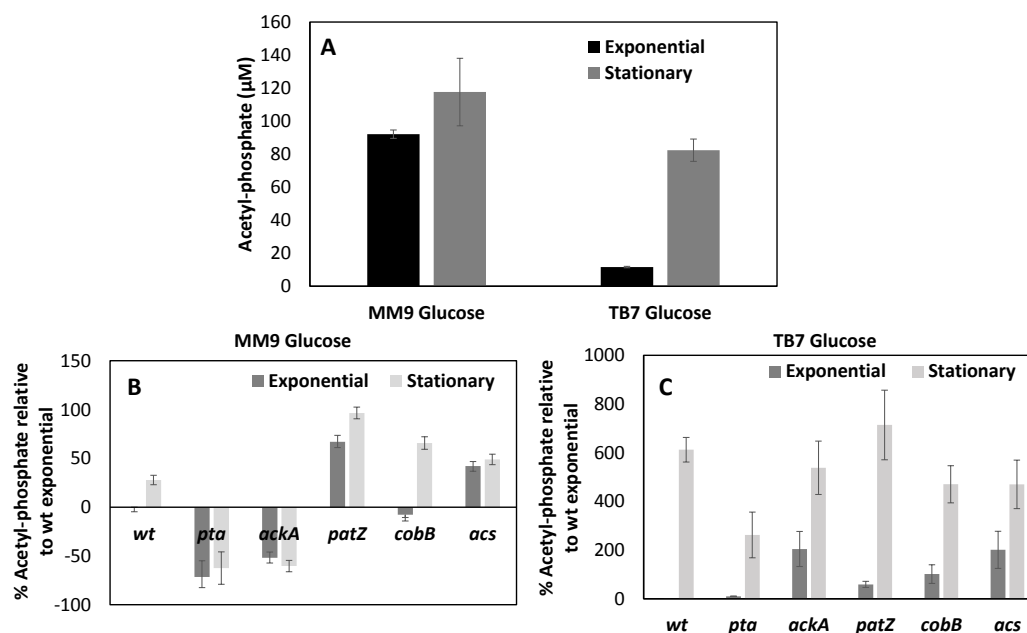 160
140
120
100
80
60
40
20
0
Acetyl-phosphate (µM)
A
Exponential
Stationary
MM9 Glucose
TB7 Glucose
MM9 Glucose
150
100
50
0
-50
-100
% Acetyl-phosphate relative
to wt exponential
B
Exponential
Stationary
wt
pta
ackA
patZ
cobB
acs
TB7 Glucose
1000
800
600
400
200
0
% Acetyl-phosphate relative
to wt exponential
C
Exponential
Stationary
wt
pta
ackA
patZ
cobB
acs